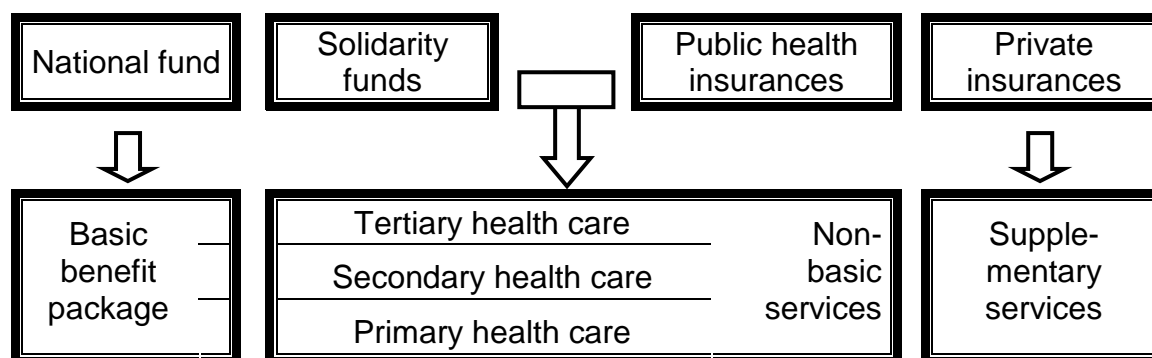 National fund
Solidarity
funds
Public health
insurances
Private
insurances
Basic
benefit
package
Tertiary health care
Secondary health care
Primary health care
Non-
basic
services
Supple-
mentary
services